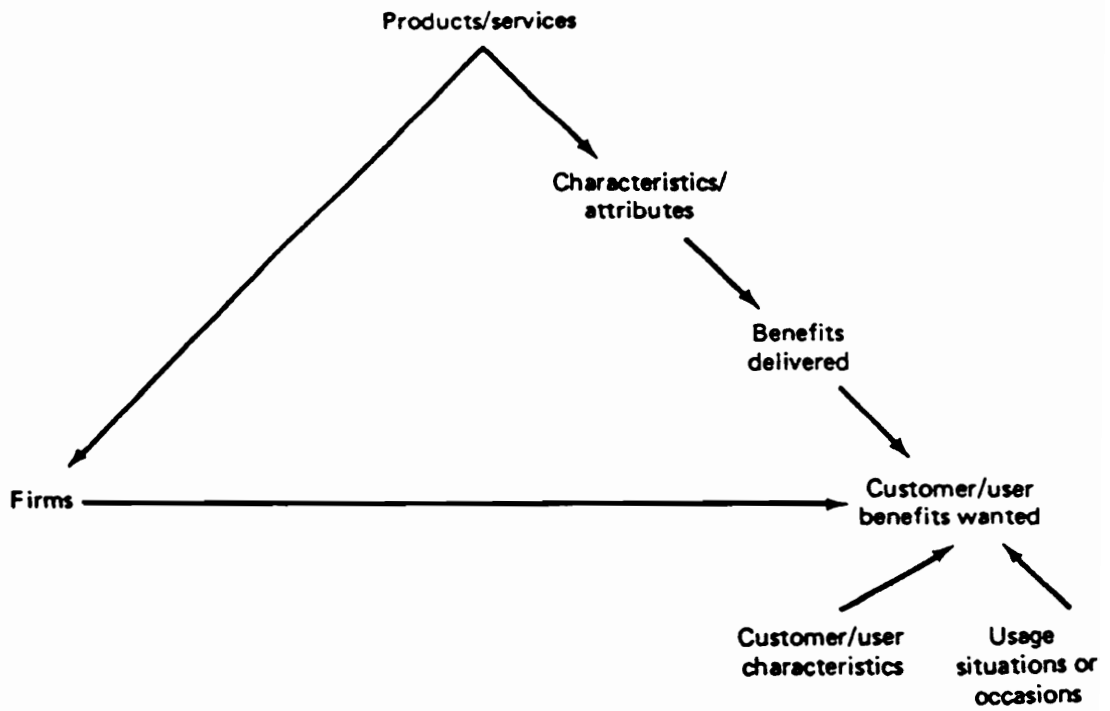 Products/services
Characteristics/
attributes
Benefits
delivered
Firms
Customer/user
benefits wanted
Customer/user
characteristics
Usage
situations or
occasions